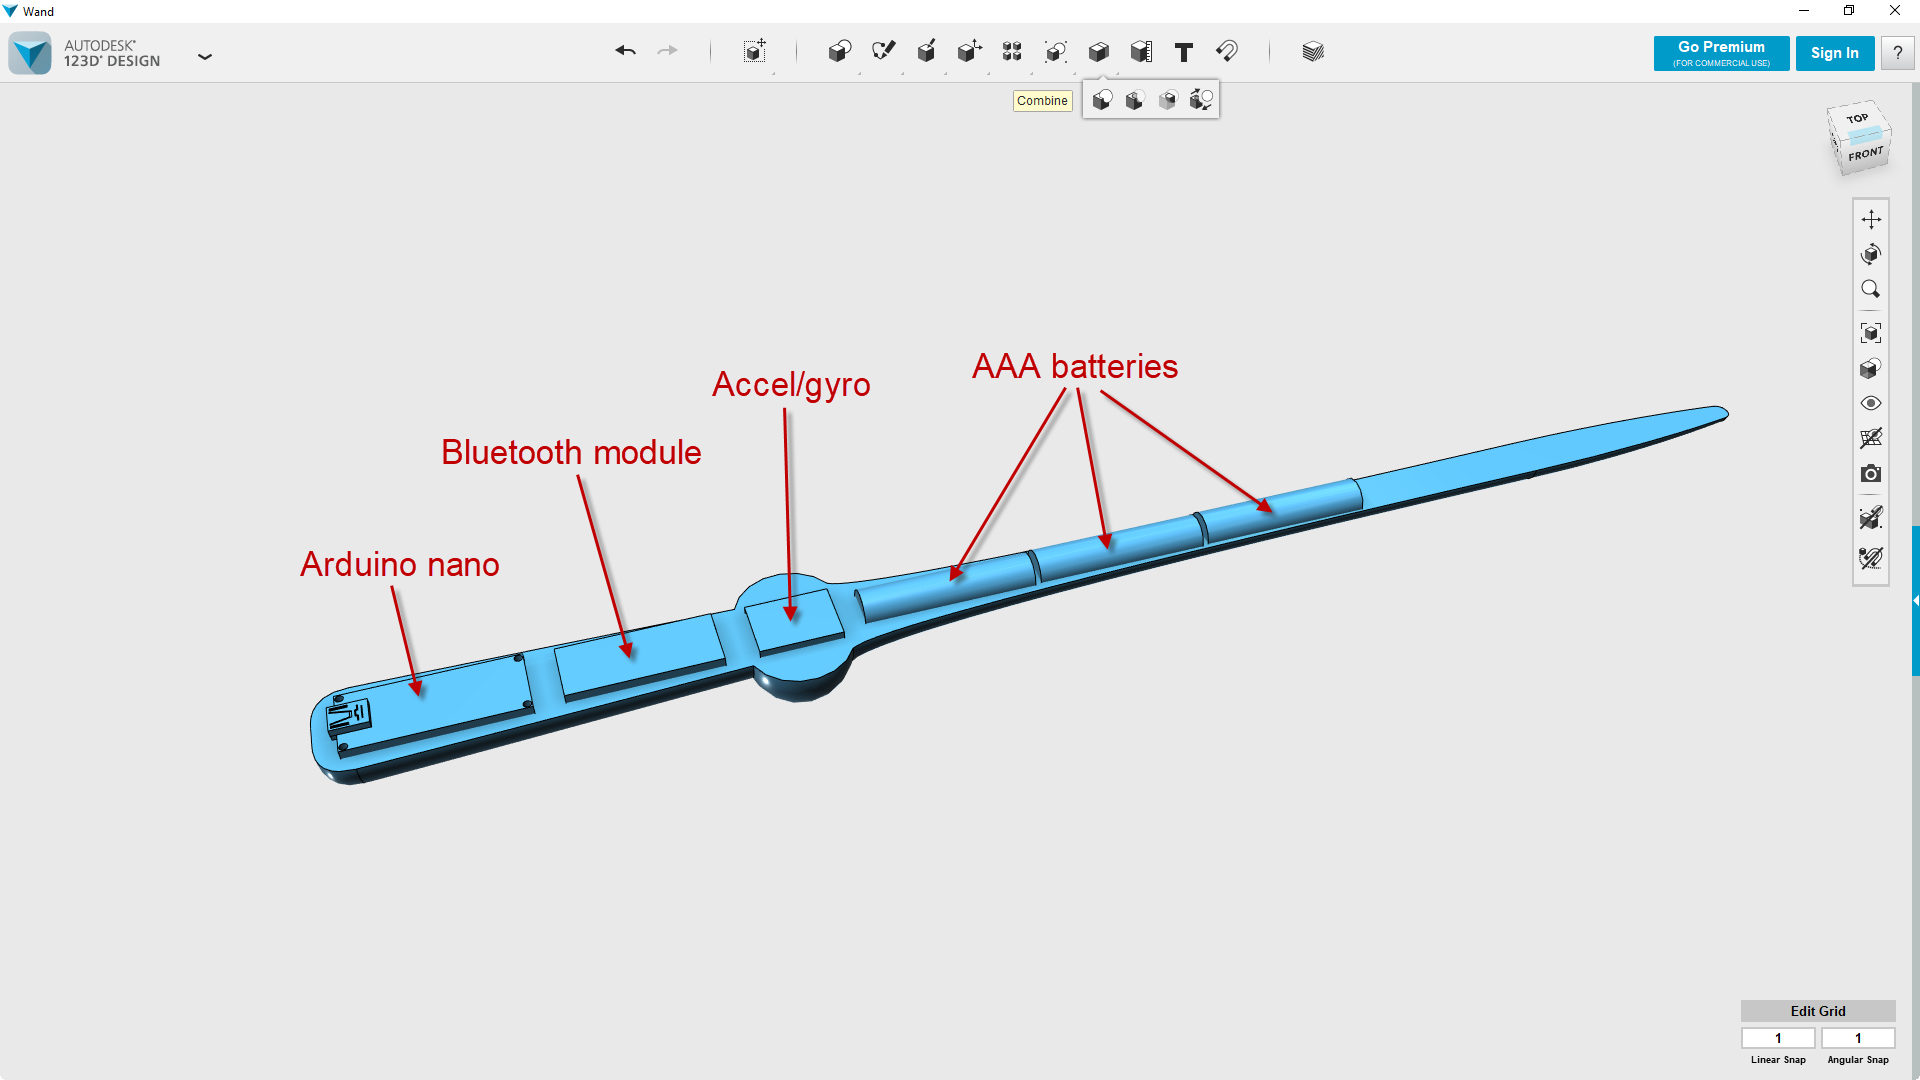 Wand
AUTODESK®
123D® DESIGN
Go Premium
(FOR COMMERCIAL USE)
Sign In
?
Combine
TOP
FRONT
AAA batteries
Accel/gyro
Bluetooth module
Arduino nano
Edit Grid
1 1
Linear Snap Angular Snap